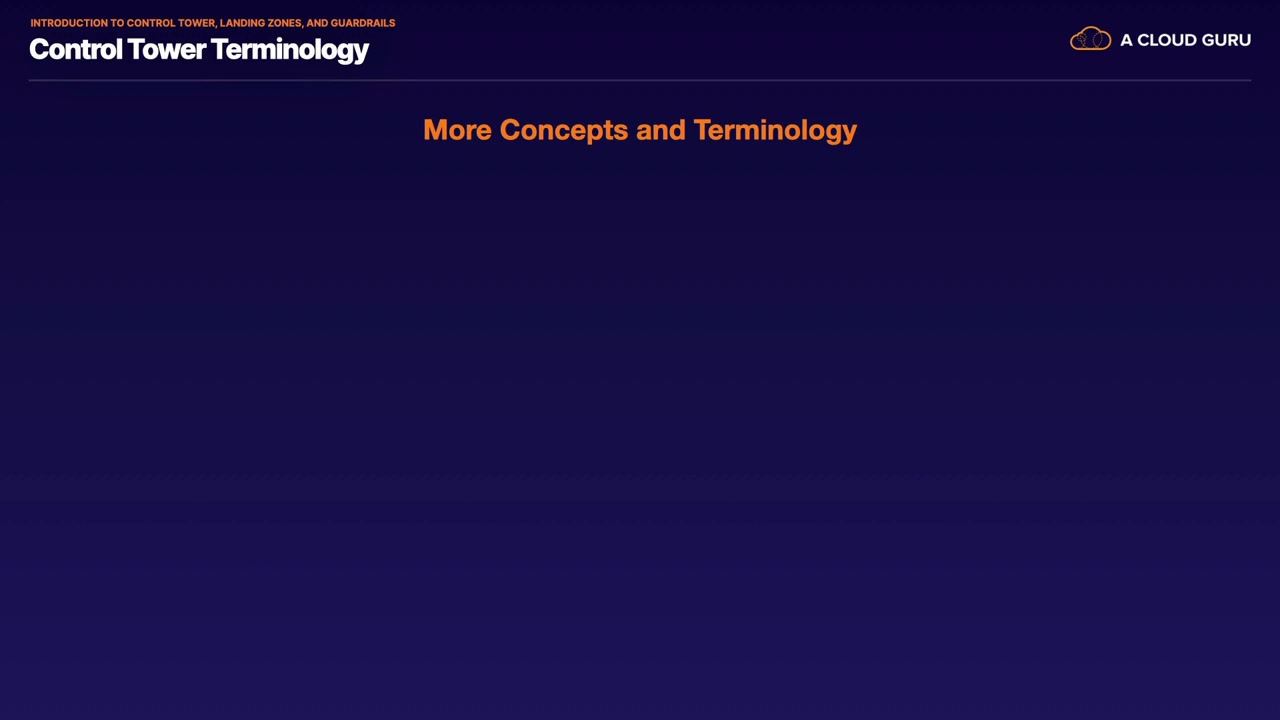 INTRODUCTION TO CONTROL TOWER, LANDING ZONES, AND GUARDRAILS
Control Tower Terminology
A CLOUD GURU
More Concepts and Terminology